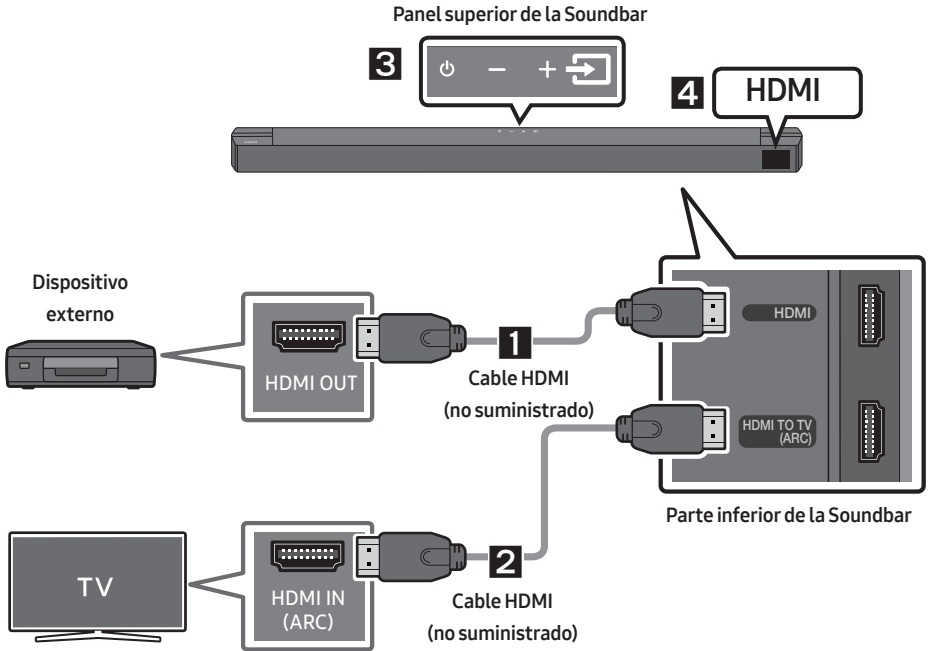 Panel superior de la Soundbar
3
4
HDMI
Dispositivo
externo
HDMI OUT
1
Cable HDMI
(no suministrado)
HDMI
HDMI TO TV
(ARC)
Parte inferior de la Soundbar
TV
HDMI IN
(ARC)
2
Cable HDMI
(no suministrado)